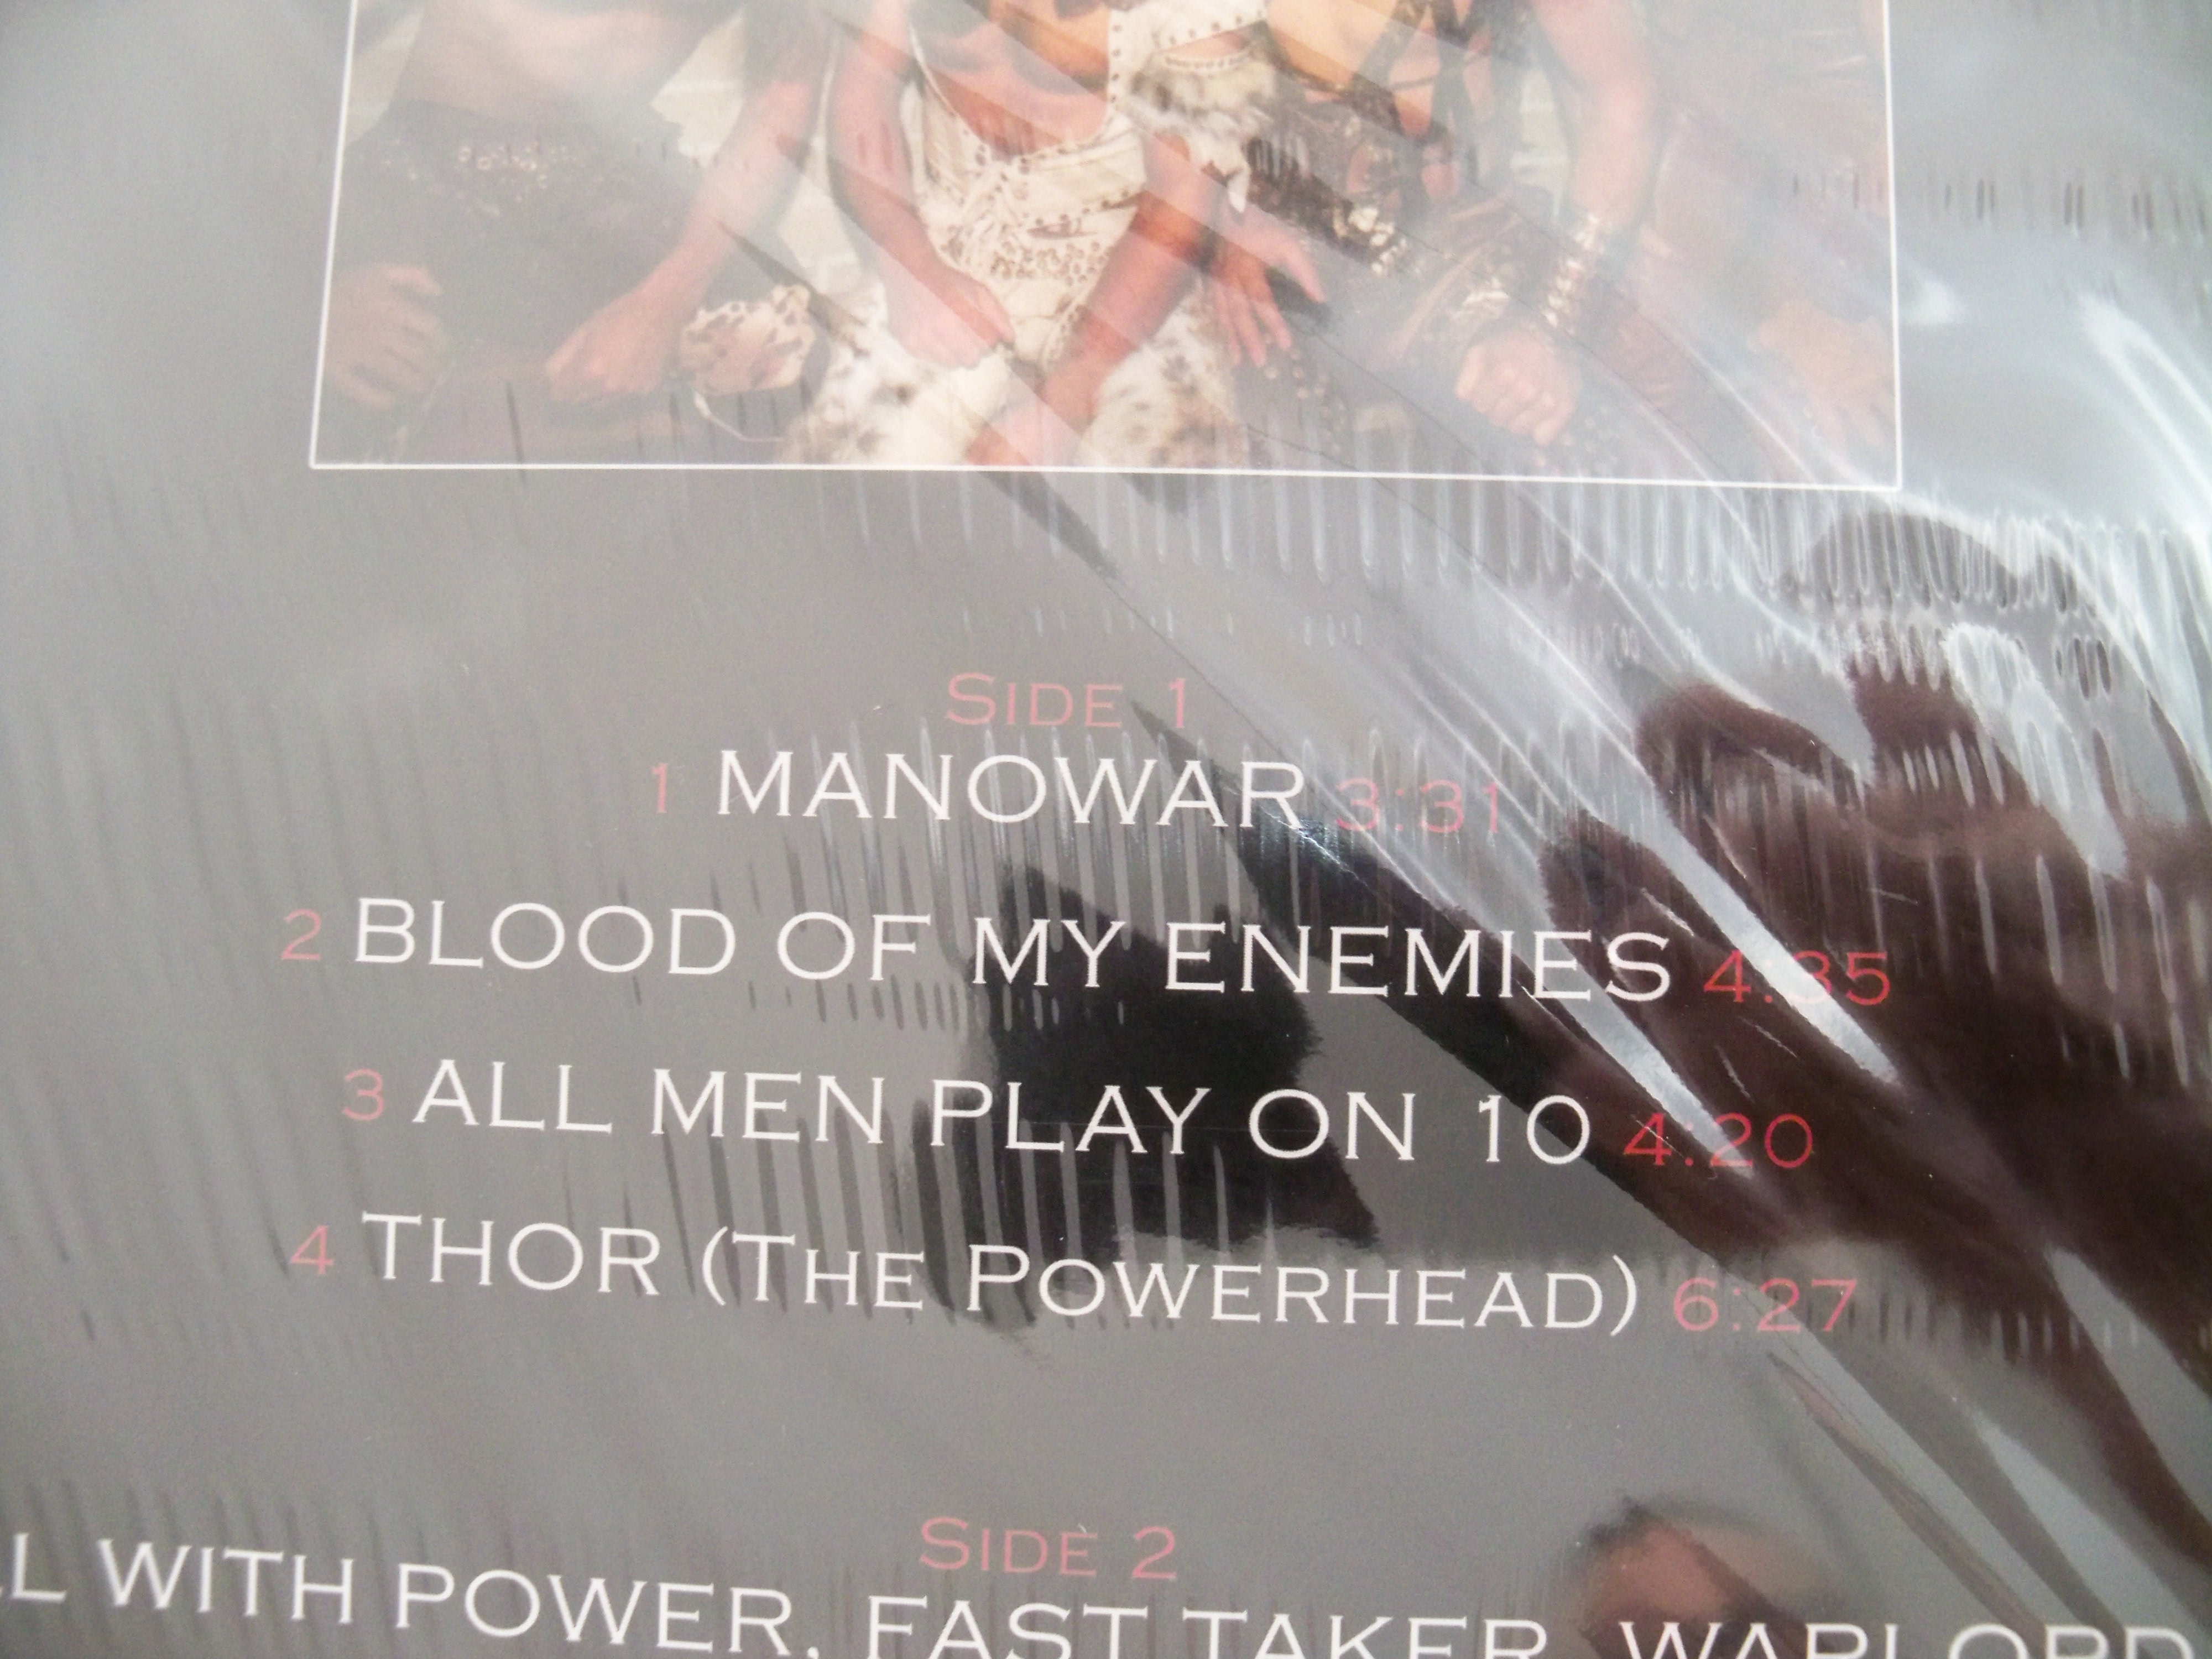 SIDE 1
1 MANOWAR 3:31
2 BLOOD OF MY ENEMIES 4:35
3 ALL MEN PLAY ON 10 4:20
4 THOR (THE POWERHEAD) 6:27
SIDE 2
WITH POWER, FAST TAKER, WARLORD